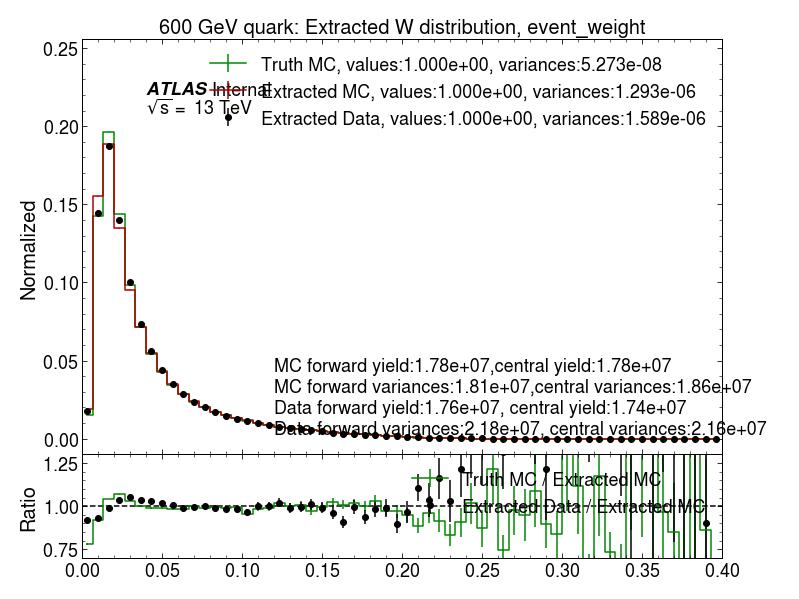 600 GeV quark: Extracted W distribution, event_weight
Truth MC, values:1.000e+00, variances:5.273e-08
ATLAS Internal
Extracted MC, values:1.000e+00, variances:1.293e-06
√s = 13 TeV
Extracted Data, values:1.000e+00, variances:1.589e-06
0.25
0.20
0.15
0.10
0.05
0.00
Normalized
MC forward yield:1.78e+07,central yield:1.78e+07
MC forward variances:1.81e+07,central variances:1.86e+07
Data forward yield:1.76e+07, central yield:1.74e+07
Data forward variances:2.18e+07, central variances:2.16e+07
1.25
1.00
0.75
Ratio
Truth MC / Extracted MC
Extracted Data / Extracted MC
0.00 0.05 0.10 0.15 0.20 0.25 0.30 0.35 0.40